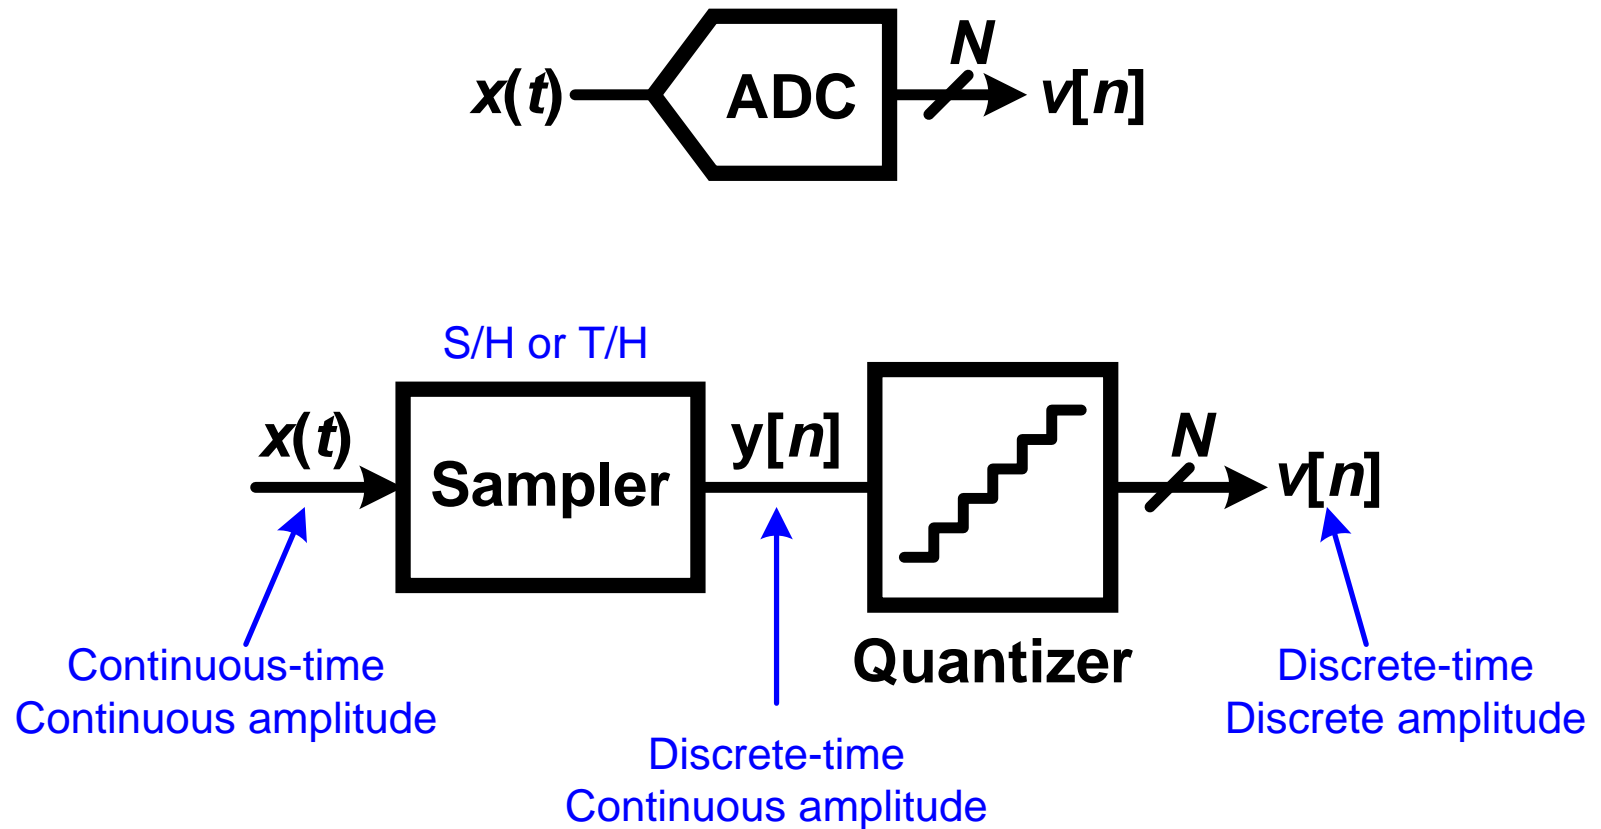 N
x(t) ADC v[n]
S/H or T/H
x(t) Sampler y[n] N v[n]
Quantizer
Continuous-time
Continuous amplitude
Discrete-time
Continuous amplitude
Discrete-time
Discrete amplitude